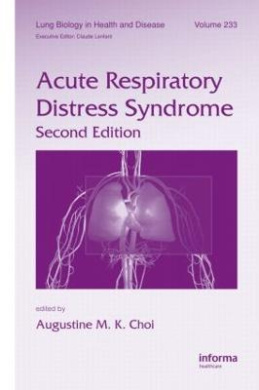 Lung Biology in Health and Disease Volume 233
Executive Editor: Claude Lenfant
Acute Respiratory
Distress Syndrome
Second Edition
edited by
Augustine M. K. Choi
informa
healthcare